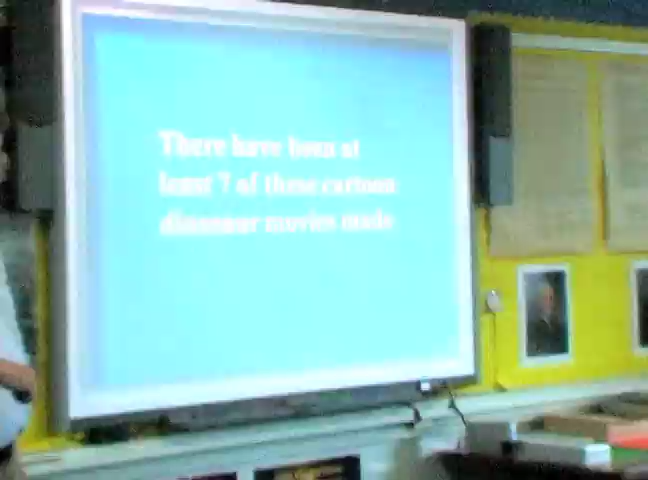 There have been at
least 7 of these cartoon
dinosaur movies made